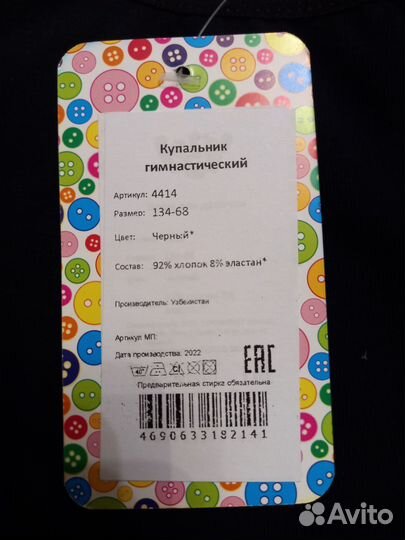 Купальник
гимнастический
Артикул: 4414
Размер: 134-68
Цвет: Черный*
Состав: 92% хлопок 8% эластан*
Производитель: Узбекистан
Артикул МП:
Дата производства: 2022
EAC
Предварительная стирка обязательна
4690633182141
Avito